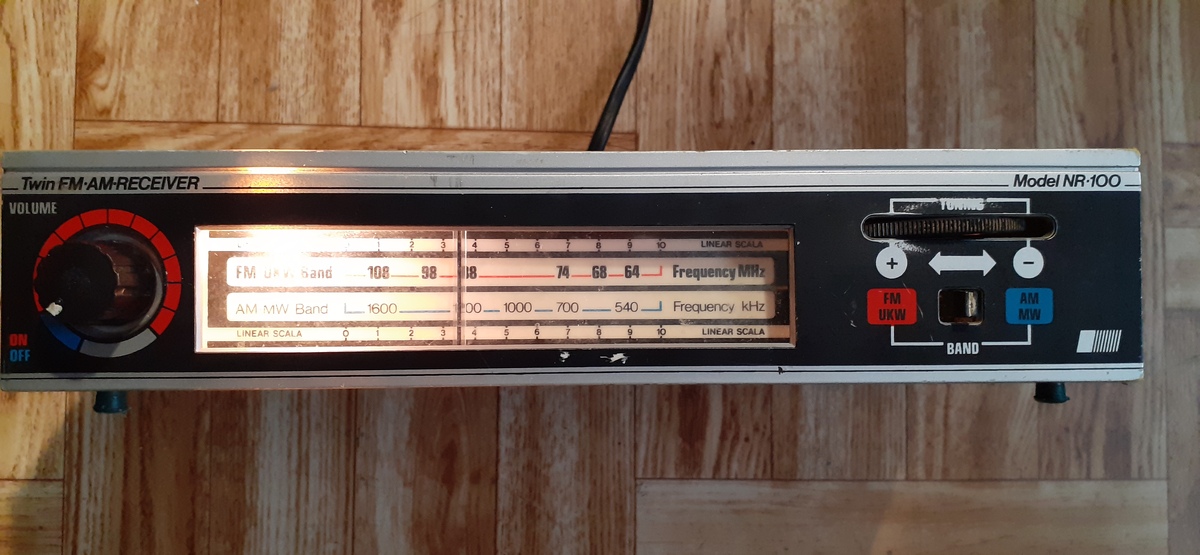 Twin FM·AM·RECEIVER
Model NR·100
VOLUME
TUNING
0 1 2 3 4 5 6 7 8 9 10 LINEAR SCALA
FM UKW Band 108 98 88 74 68 64 Frequency MHz
AM MW Band 1600 1000 700 540 Frequency kHz
LINEAR SCALA 0 1 2 3 4 5 6 7 8 9 10 LINEAR SCALA
+ −
FM
UKW
AM
MW
ON
OFF
BAND